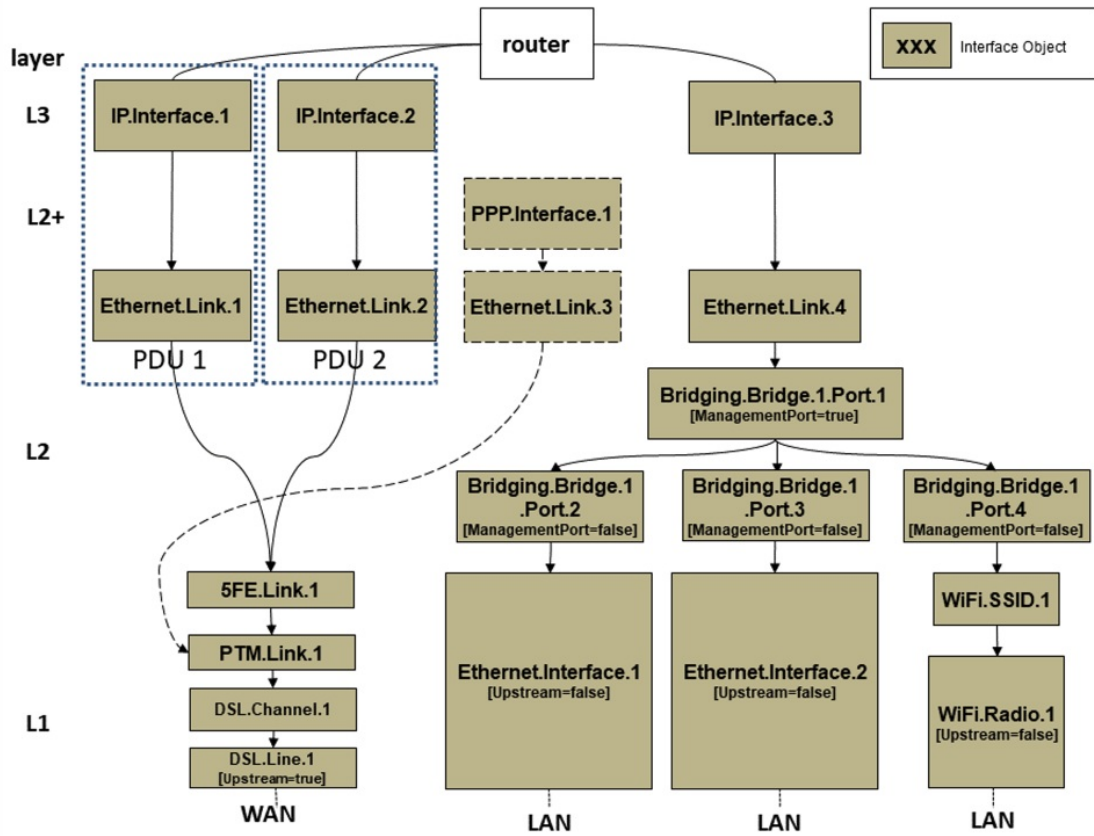 router
xxx
Interface Object
layer
L3
IP.Interface.1
IP.Interface.2
IP.Interface.3
L2+
PPP.Interface.1
Ethernet.Link.1
Ethernet.Link.2
Ethernet.Link.3
Ethernet.Link.4
PDU 1
PDU 2
Bridging.Bridge.1.Port.1
[ManagementPort=true]
L2
Bridging.Bridge.1
.Port.2
[ManagementPort=false]
Bridging.Bridge.1
.Port.3
[ManagementPort=false]
Bridging.Bridge.1
.Port.4
[ManagementPort=false]
5FE.Link.1
WiFi.SSID.1
PTM.Link.1
Ethernet.Interface.1
[Upstream=false]
Ethernet.Interface.2
[Upstream=false]
L1
DSL.Channel.1
WiFi.Radio.1
[Upstream=false]
DSL.Line.1
[Upstream=true]
WAN
LAN
LAN
LAN